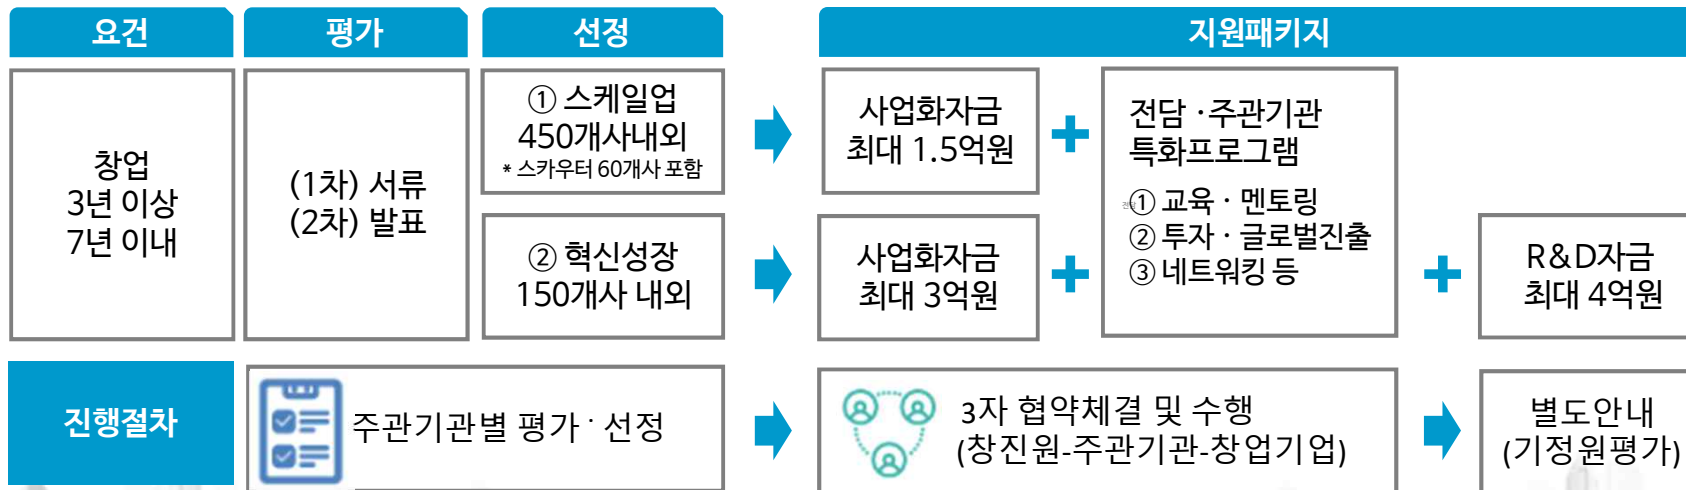 요건
평가
선정
지원패키지
창업
3년 이상
7년 이내
(1차) 서류
(2차) 발표
① 스케일업
450개사내외
* 스카우터 60개사 포함
② 혁신성장
150개사 내외
사업화자금
최대 1.5억원
사업화자금
최대 3억원
전담 · 주관기관
특화프로그램
전담
① 교육 · 멘토링
② 투자 · 글로벌진출
③ 네트워킹 등
R&D자금
최대 4억원
진행절차
주관기관별 평가 · 선정
3자 협약체결 및 수행
(창진원-주관기관-창업기업)
별도안내
(기정원평가)